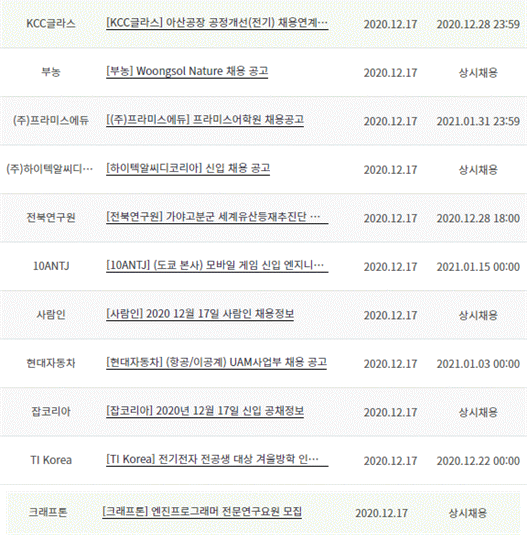 KCC글라스 [KCC글라스] 아산공장 공정개선(전기) 채용연계… 2020.12.17 2020.12.28 23:59
부농 [부농] Woongsol Nature 채용 공고 2020.12.17 상시채용
(주)프라미스에듀 [(주)프라미스에듀] 프라미스어학원 채용공고 2020.12.17 2021.01.31 23:59
(주)하이텍알씨디… [하이텍알씨디코리아] 신입 채용 공고 2020.12.17 상시채용
전북연구원 [전북연구원] 가야고분군 세계유산등재추진단 … 2020.12.17 2020.12.28 18:00
10ANTJ [10ANTJ] (도쿄 본사) 모바일 게임 신입 엔지니… 2020.12.17 2021.01.15 00:00
사람인 [사람인] 2020 12월 17일 사람인 채용정보 2020.12.17 상시채용
현대자동차 [현대자동차] (항공/이공계) UAM사업부 채용 공고 2020.12.17 2021.01.03 00:00
잡코리아 [잡코리아] 2020년 12월 17일 신입 공채정보 2020.12.17 상시채용
TI Korea [TI Korea] 전기전자 전공생 대상 겨울방학 인… 2020.12.17 2020.12.22 00:00
크래프톤 [크래프톤] 엔진프로그래머 전문연구요원 모집 2020.12.17 상시채용